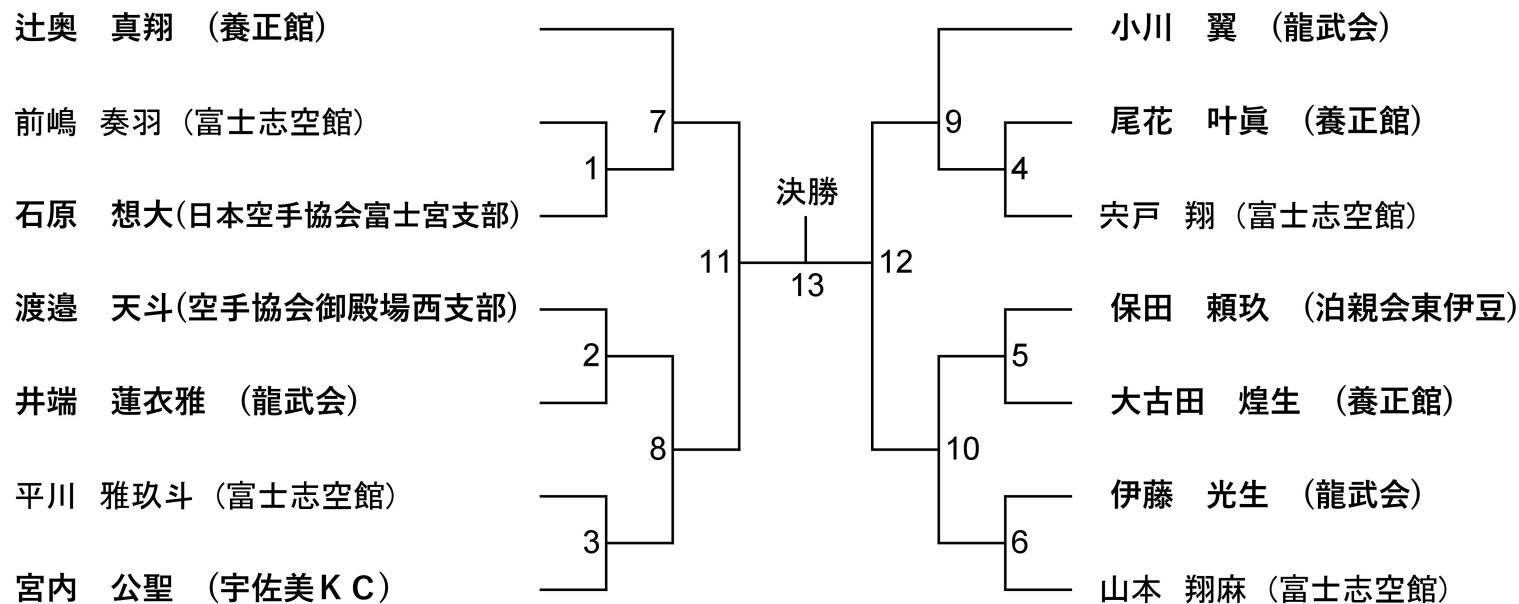 辻奥　真翔　(養正館)
前嶋　奏羽（富士志空館）
石原　想大(日本空手協会富士宮支部)
渡邉　天斗(空手協会御殿場西支部)
井端　蓮衣雅　(龍武会)
平川　雅玖斗（富士志空館）
宮内　公聖　(宇佐美ＫＣ)
1
2
3
7
8
11
決勝
13
12
9
10
4
5
6
小川　翼　(龍武会)
尾花　叶眞　(養正館)
宍戸　翔（富士志空館）
保田　頼玖　(泊親会東伊豆)
大古田　煌生　(養正館)
伊藤　光生　(龍武会)
山本　翔麻（富士志空館）